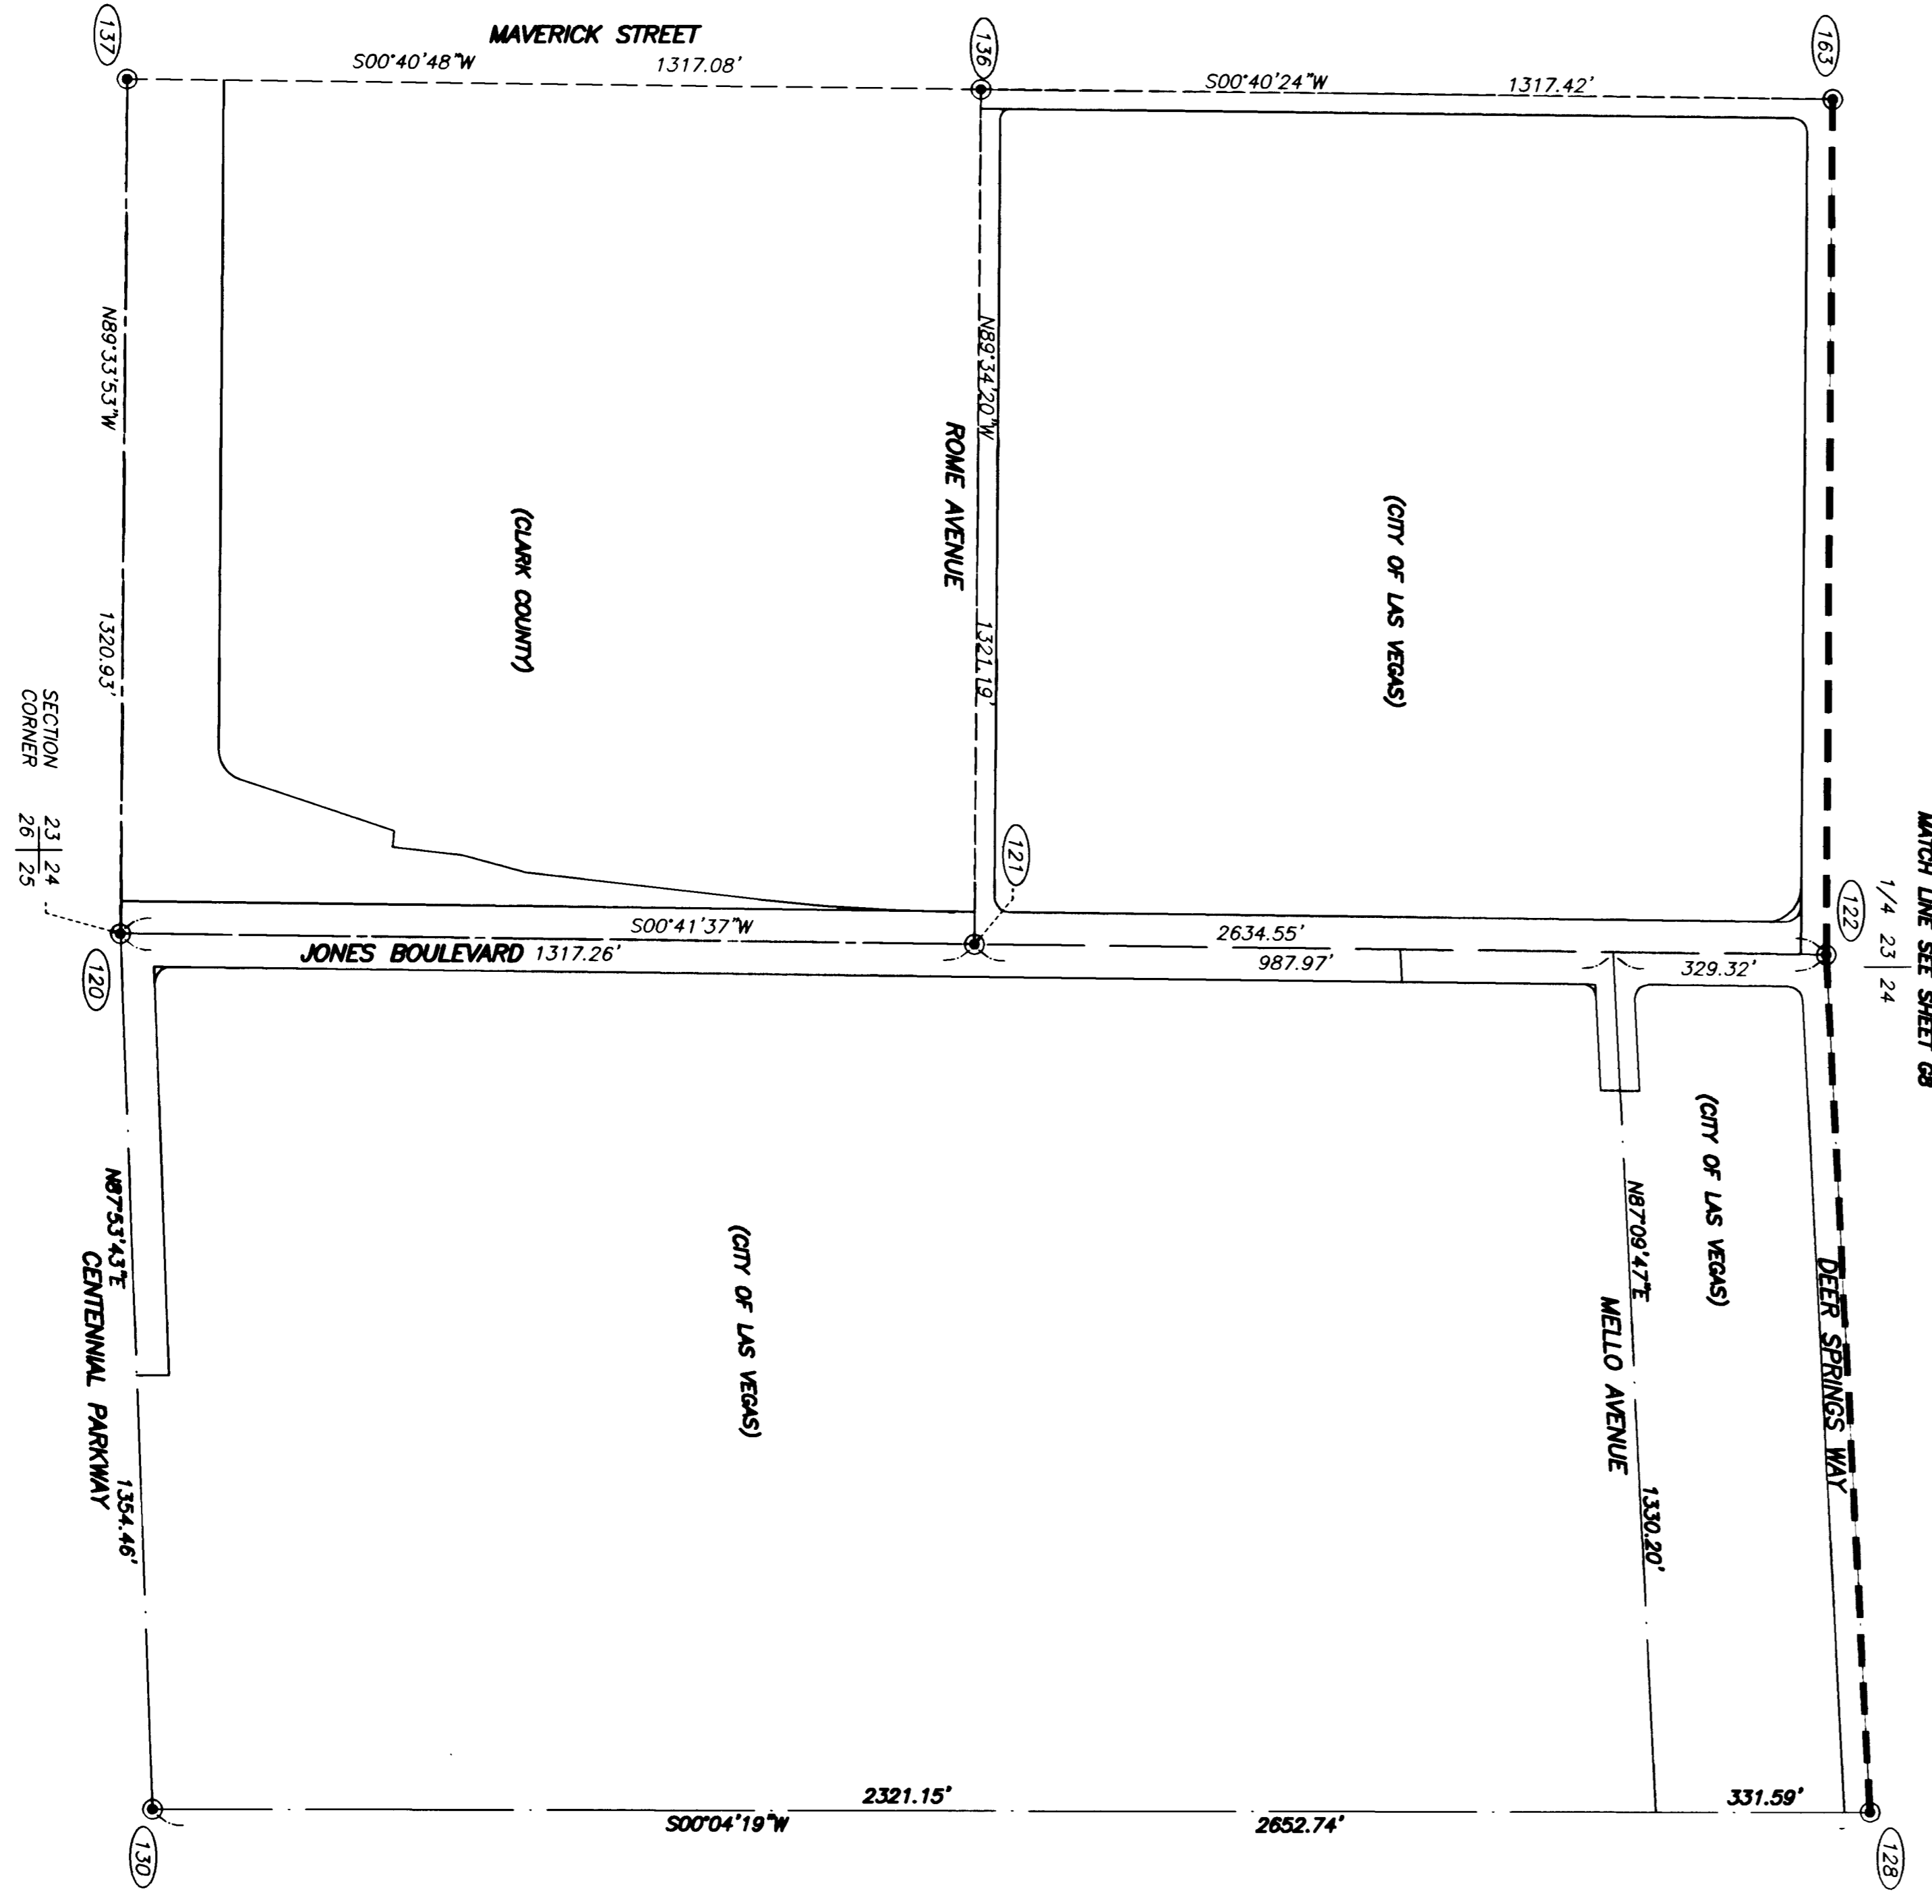 137
MAVERICK STREET
S00°40'48"W 1317.08'
136
S00°40'24"W 1317.42'
163
N89°33'53"W 1320.93'
(CLARK COUNTY)
ROME AVENUE
N89°34'20"W 1321.19'
(CITY OF LAS VEGAS)
MATCH LINE SEE SHEET G8
SECTION
CORNER
23 24
26 25
121
122
1/4 23 24
S00°41'37"W
2634.55'
JONES BOULEVARD 1317.26'
987.97'
329.32'
120
N87°53'43"E 1354.46'
CENTENNIAL PARKWAY
(CITY OF LAS VEGAS)
(CITY OF LAS VEGAS)
N87°09'47"E 1330.20'
MELLO AVENUE
DEER SPRINGS WAY
2321.15'
331.59'
S00°04'19"W 2652.74'
130
128